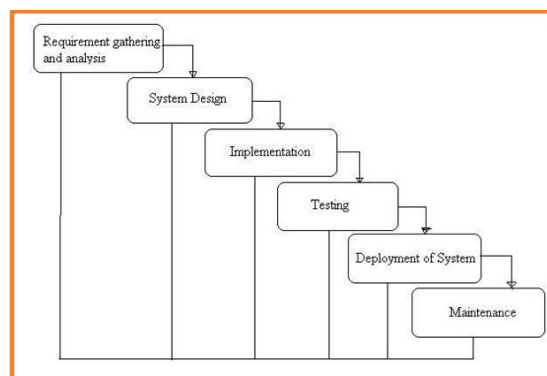 Requirement gathering
and analysis
System Design
Implementation
Testing
Deployment of System
Maintenance